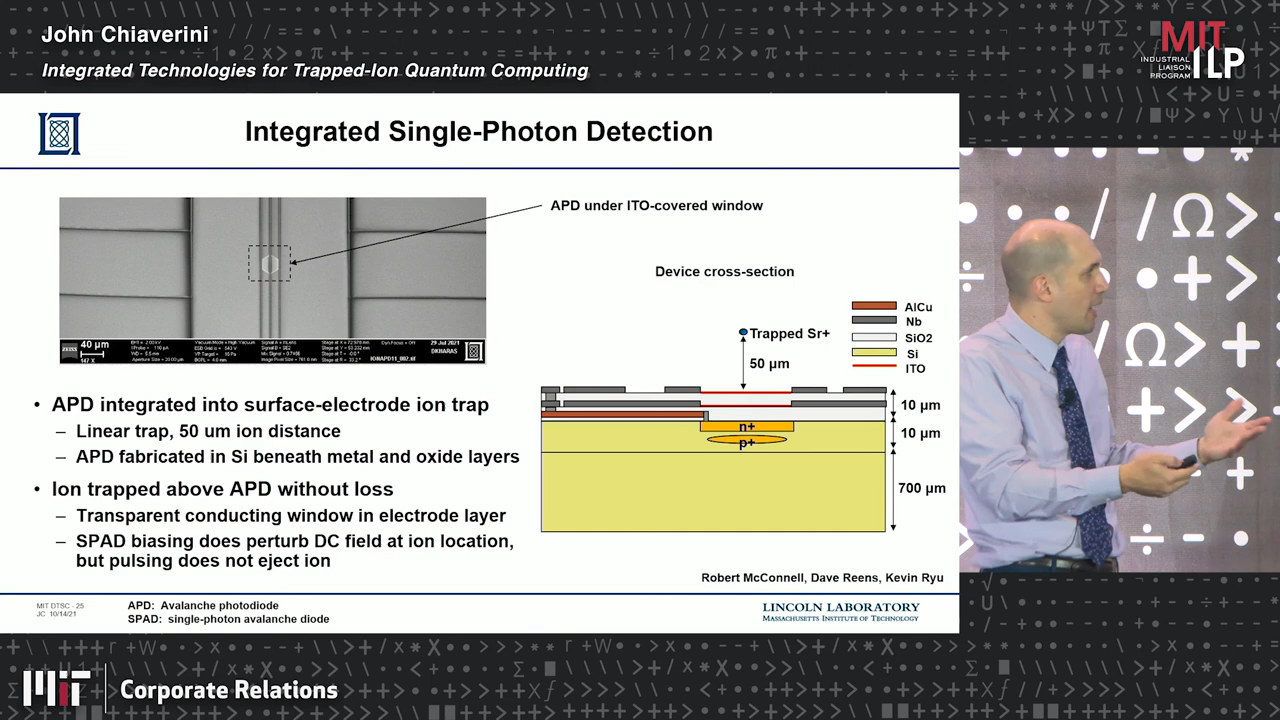 John Chiaverini
Integrated Technologies for Trapped-Ion Quantum Computing
MIT
ILP
INDUSTRIAL
LIAISON
PROGRAM
Integrated Single-Photon Detection
APD under ITO-covered window
Device cross-section
AlCu
Nb
SiO2
Si
ITO
Trapped Sr+
50 µm
10 µm
n+
p+
10 µm
700 µm
40 µm
ZEISS
29 Jul 2021
DKHARAS
• APD integrated into surface-electrode ion trap
– Linear trap, 50 um ion distance
– APD fabricated in Si beneath metal and oxide layers
• Ion trapped above APD without loss
– Transparent conducting window in electrode layer
– SPAD biasing does perturb DC field at ion location,
but pulsing does not eject ion
Robert McConnell, Dave Reens, Kevin Ryu
MIT DTSC - 25
JC 10/14/21
APD: Avalanche photodiode
SPAD: single-photon avalanche diode
LINCOLN LABORATORY
MASSACHUSETTS INSTITUTE OF TECHNOLOGY
MIT
Corporate Relations